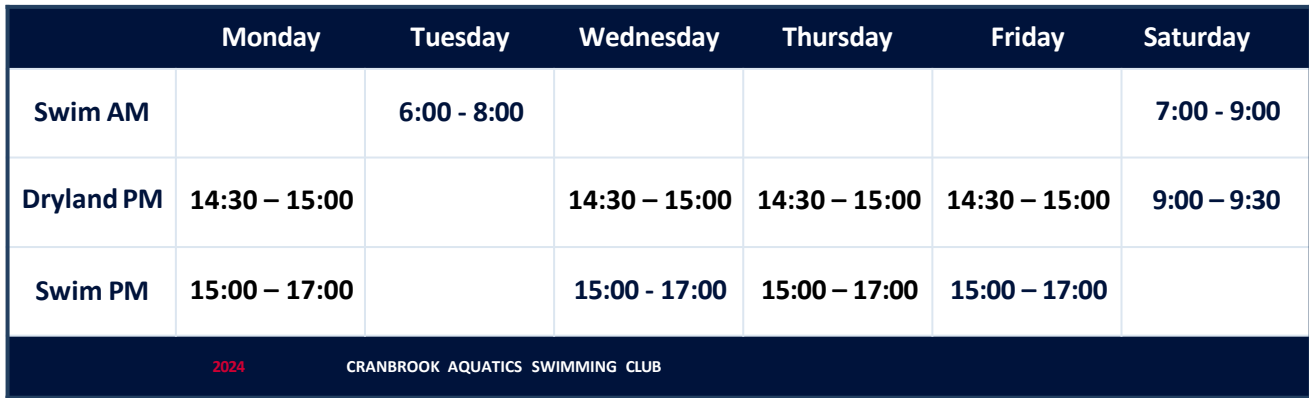 Monday Tuesday Wednesday Thursday Friday Saturday
Swim AM 6:00 - 8:00 7:00 - 9:00
Dryland PM 14:30 – 15:00 14:30 – 15:00 14:30 – 15:00 14:30 – 15:00 9:00 – 9:30
Swim PM 15:00 – 17:00 15:00 - 17:00 15:00 – 17:00 15:00 – 17:00
2024 CRANBROOK AQUATICS SWIMMING CLUB